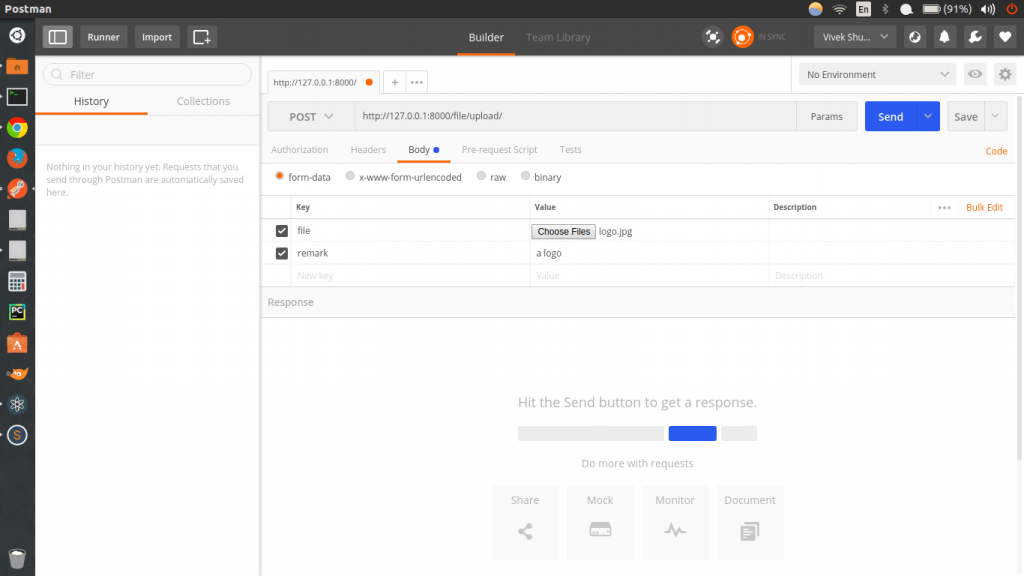 Postman
En
(91%)
Runner
Import
Builder
Team Library
IN SYNC
Vivek Shu...
Filter
History
Collections
Nothing in your history yet. Requests that you
send through Postman are automatically saved
here.
http://127.0.0.1:8000/
+
•••
No Environment
POST
http://127.0.0.1:8000/file/upload/
Params
Send
Save
Authorization
Headers
Body
Pre-request Script
Tests
Code
form-data
x-www-form-urlencoded
raw
binary
Key
Value
Description
•••
Bulk Edit
file
Choose Files
logo.jpg
remark
a logo
New key
Value
Description
Response
Hit the Send button to get a response.
Do more with requests
Share
Mock
Monitor
Document
PC
A
S